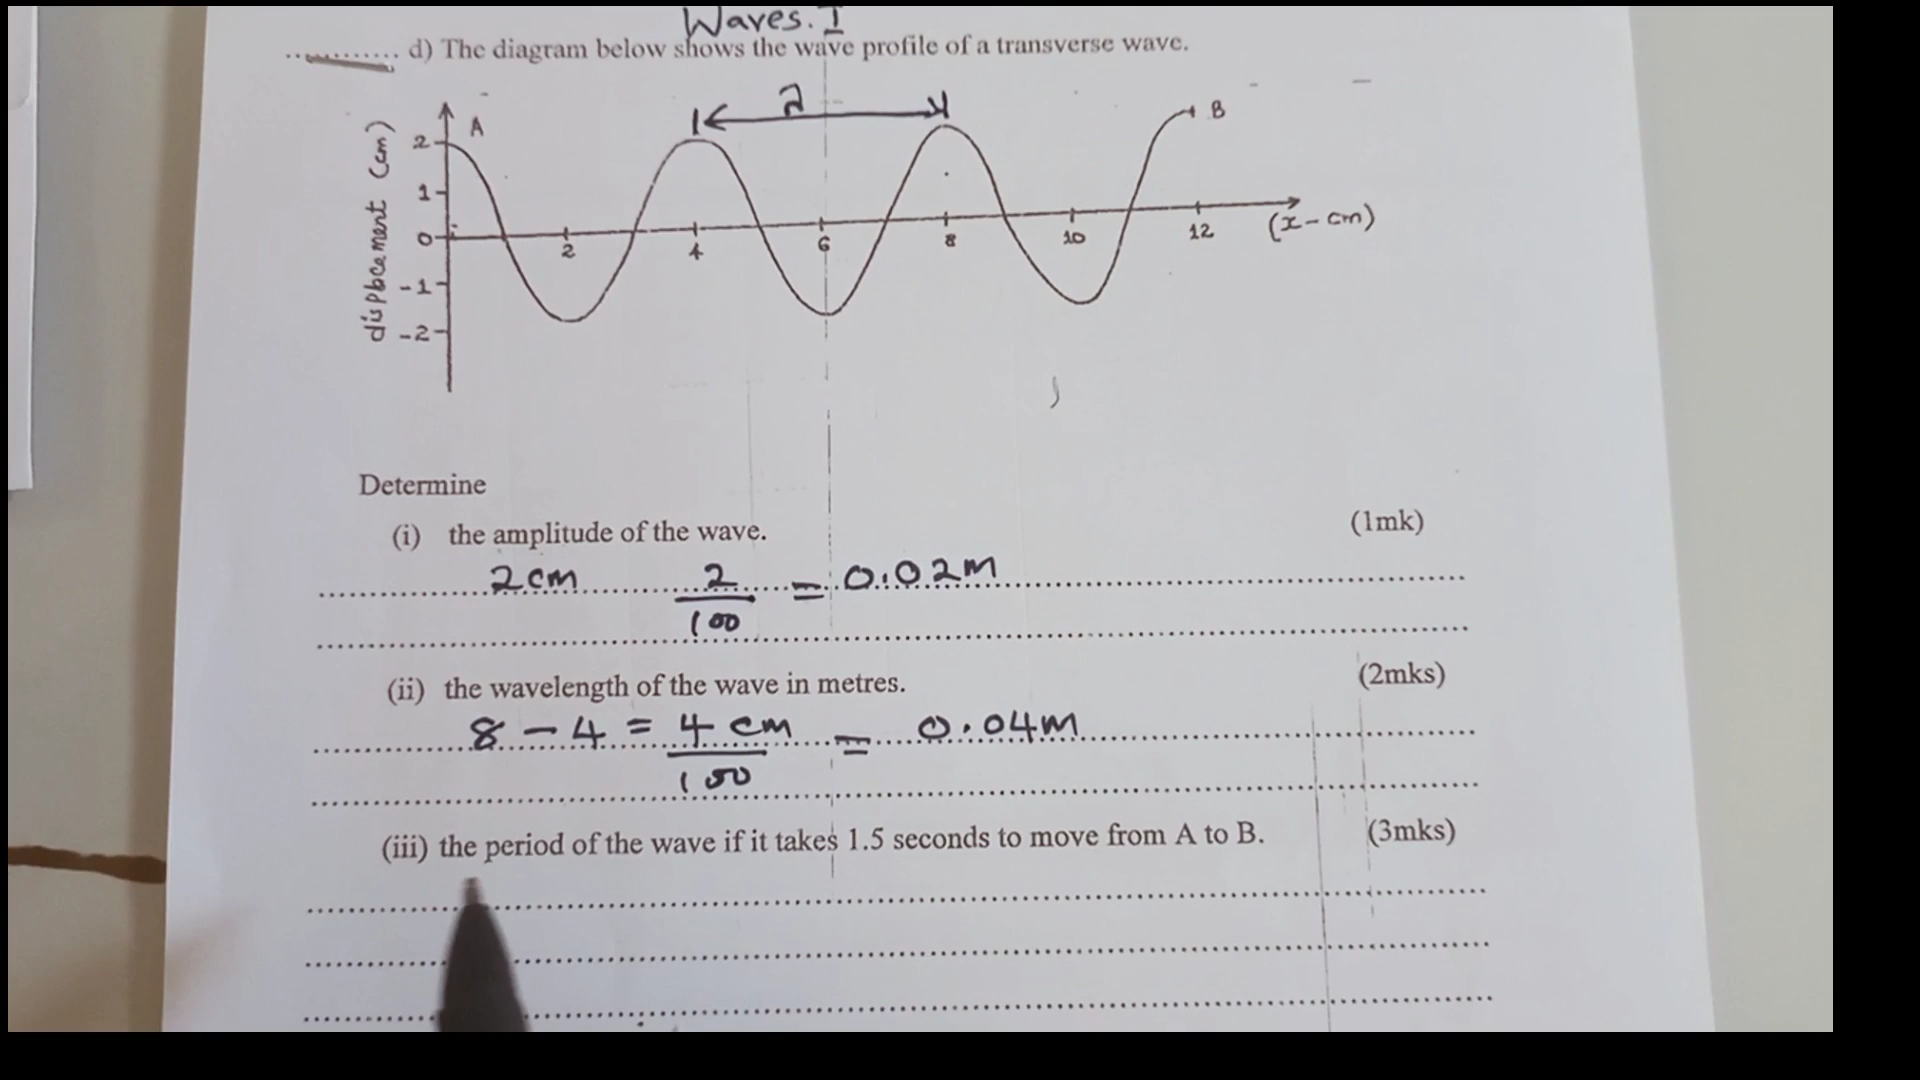 Waves. I
............ d) The diagram below shows the wave profile of a transverse wave.
λ
A
B
displacement (cm)
2
1
0
-1
-2
2 4 6 8 10 12 (x-cm)
Determine
(i) the amplitude of the wave. (1mk)
2cm 2/100 = 0.02m
(ii) the wavelength of the wave in metres. (2mks)
8 - 4 = 4 cm/100 = 0.04m
(iii) the period of the wave if it takes 1.5 seconds to move from A to B. (3mks)